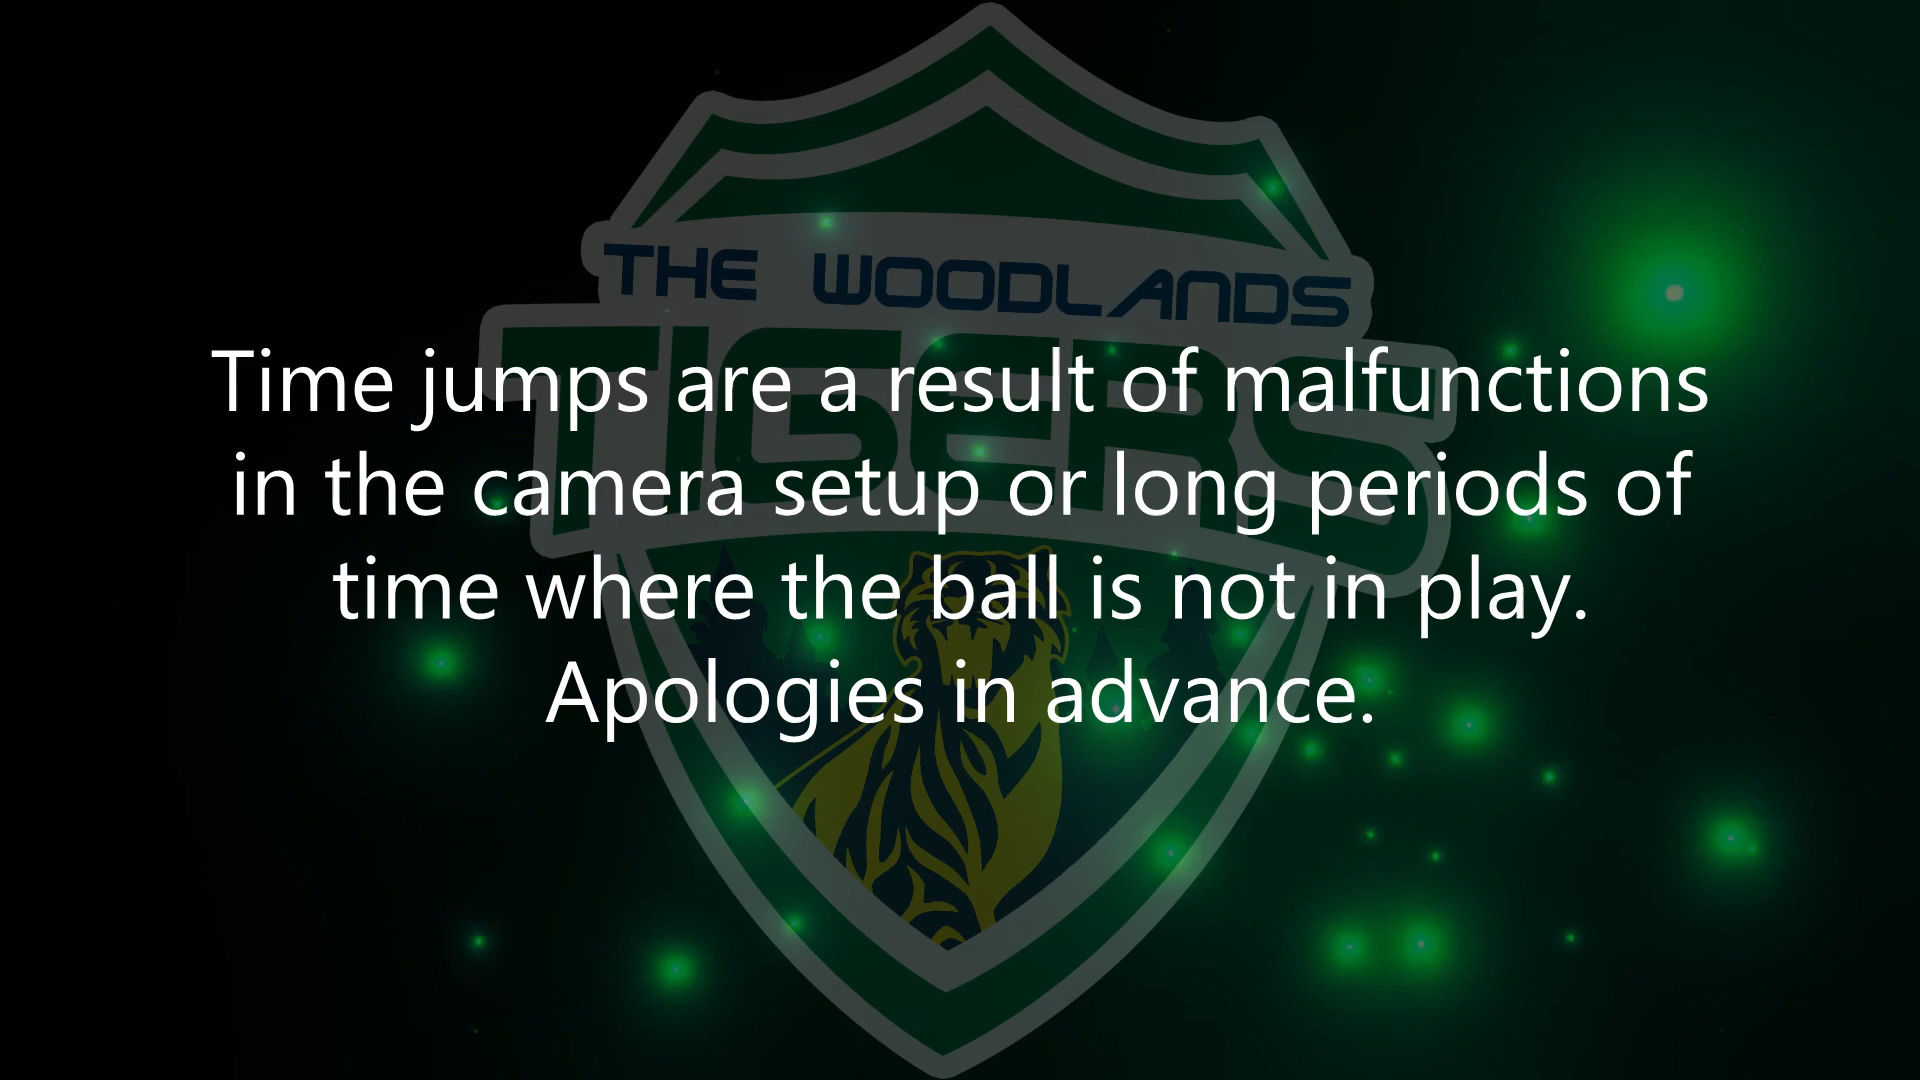 THE WOODLANDS
TIGERS
Time jumps are a result of malfunctions
in the camera setup or long periods of
time where the ball is not in play.
Apologies in advance.